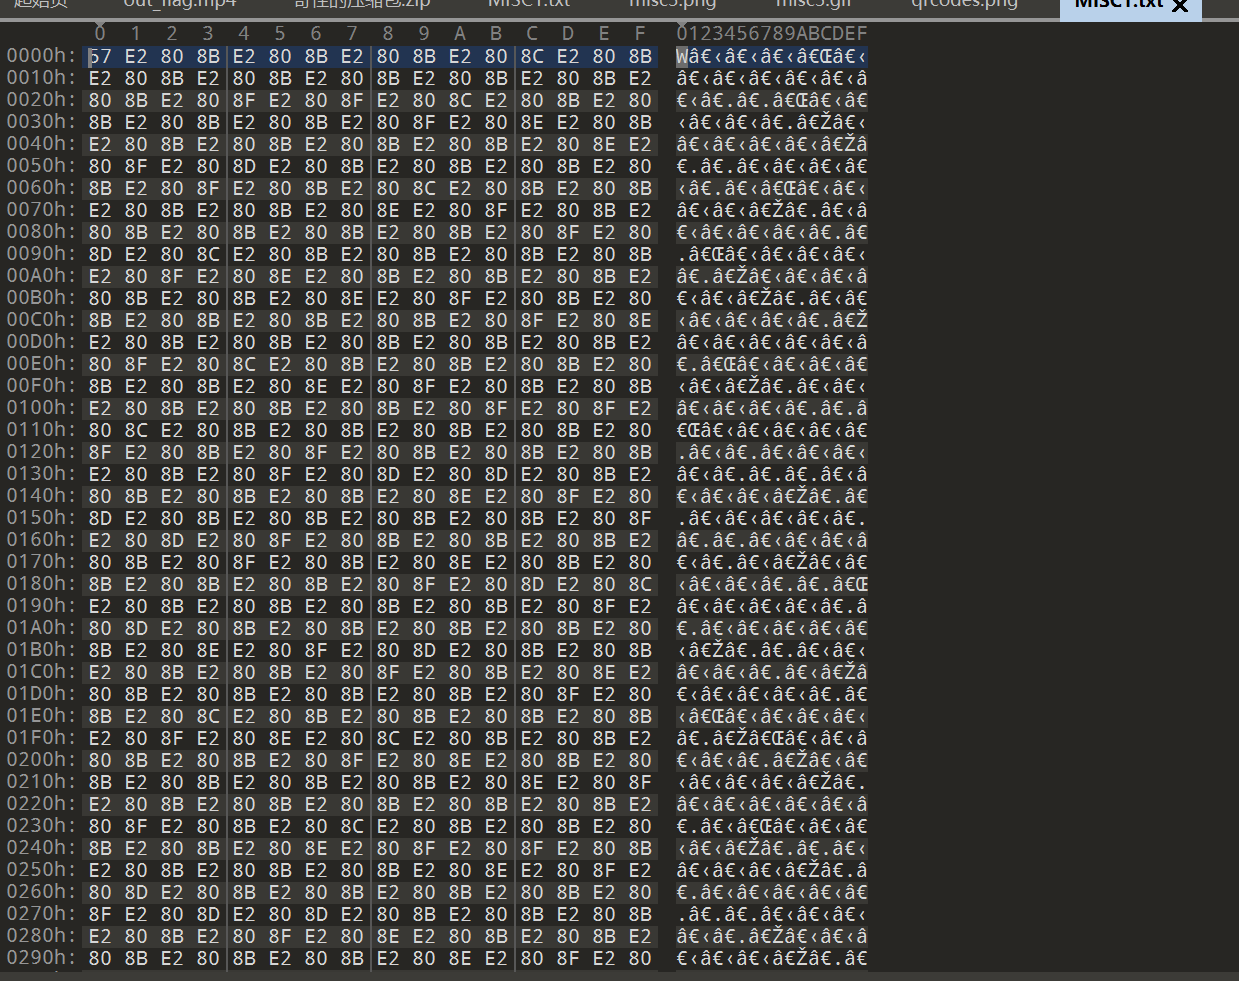 起始页 out_flag.mp4 的压缩包.zip MISC1.txt misc5.png misc5.gif qrcodes.png MISC1.txt ×
0 1 2 3 4 5 6 7 8 9 A B C D E F 0123456789ABCDEF
0000h: 57 E2 80 8B E2 80 8B E2 80 8B E2 80 8C E2 80 8B Wâ€‹â€‹â€‹â€Œâ€‹
0010h: E2 80 8B E2 80 8B E2 80 8B E2 80 8B E2 80 8B E2 â€‹â€‹â€‹â€‹â€‹â
0020h: 80 8B E2 80 8F E2 80 8F E2 80 8C E2 80 8B E2 80 €‹â€.â€.â€Œâ€‹â€
0030h: 8B E2 80 8B E2 80 8B E2 80 8F E2 80 8E E2 80 8B ‹â€‹â€‹â€.â€Žâ€‹
0040h: E2 80 8B E2 80 8B E2 80 8B E2 80 8B E2 80 8E E2 â€‹â€‹â€‹â€‹â€Žâ
0050h: 80 8F E2 80 8D E2 80 8B E2 80 8B E2 80 8B E2 80 €.â€.â€‹â€‹â€‹â€
0060h: 8B E2 80 8F E2 80 8B E2 80 8C E2 80 8B E2 80 8B ‹â€.â€‹â€Œâ€‹â€‹
0070h: E2 80 8B E2 80 8B E2 80 8E E2 80 8F E2 80 8B E2 â€‹â€‹â€Žâ€.â€‹â
0080h: 80 8B E2 80 8B E2 80 8B E2 80 8B E2 80 8F E2 80 €‹â€‹â€‹â€‹â€.â€
0090h: 8D E2 80 8C E2 80 8B E2 80 8B E2 80 8B E2 80 8B .â€Œâ€‹â€‹â€‹â€‹
00A0h: E2 80 8F E2 80 8E E2 80 8B E2 80 8B E2 80 8B E2 â€.â€Žâ€‹â€‹â€‹â
00B0h: 80 8B E2 80 8B E2 80 8E E2 80 8F E2 80 8B E2 80 €‹â€‹â€Žâ€.â€‹â€
00C0h: 8B E2 80 8B E2 80 8B E2 80 8B E2 80 8F E2 80 8E ‹â€‹â€‹â€‹â€.â€Ž
00D0h: E2 80 8B E2 80 8B E2 80 8B E2 80 8B E2 80 8B E2 â€‹â€‹â€‹â€‹â€‹â
00E0h: 80 8F E2 80 8C E2 80 8B E2 80 8B E2 80 8B E2 80 €.â€Œâ€‹â€‹â€‹â€
00F0h: 8B E2 80 8B E2 80 8E E2 80 8F E2 80 8B E2 80 8B ‹â€‹â€Žâ€.â€‹â€‹
0100h: E2 80 8B E2 80 8B E2 80 8B E2 80 8F E2 80 8F E2 â€‹â€‹â€‹â€.â€.â
0110h: 80 8C E2 80 8B E2 80 8B E2 80 8B E2 80 8B E2 80 €Œâ€‹â€‹â€‹â€‹â€
0120h: 8F E2 80 8B E2 80 8F E2 80 8B E2 80 8B E2 80 8B .â€‹â€.â€‹â€‹â€‹
0130h: E2 80 8B E2 80 8F E2 80 8D E2 80 8D E2 80 8B E2 â€‹â€.â€.â€.â€‹â
0140h: 80 8B E2 80 8B E2 80 8B E2 80 8E E2 80 8F E2 80 €‹â€‹â€‹â€Žâ€.â€
0150h: 8D E2 80 8B E2 80 8B E2 80 8B E2 80 8B E2 80 8F .â€‹â€‹â€‹â€‹â€.
0160h: E2 80 8D E2 80 8F E2 80 8B E2 80 8B E2 80 8B E2 â€.â€.â€‹â€‹â€‹â
0170h: 80 8B E2 80 8F E2 80 8B E2 80 8E E2 80 8B E2 80 €‹â€.â€‹â€Žâ€‹â€
0180h: 8B E2 80 8B E2 80 8B E2 80 8F E2 80 8D E2 80 8C ‹â€‹â€‹â€.â€.â€Œ
0190h: E2 80 8B E2 80 8B E2 80 8B E2 80 8B E2 80 8F E2 â€‹â€‹â€‹â€‹â€.â
01A0h: 80 8D E2 80 8B E2 80 8B E2 80 8B E2 80 8B E2 80 €.â€‹â€‹â€‹â€‹â€
01B0h: 8B E2 80 8E E2 80 8F E2 80 8D E2 80 8B E2 80 8B ‹â€Žâ€.â€.â€‹â€‹
01C0h: E2 80 8B E2 80 8B E2 80 8F E2 80 8B E2 80 8E E2 â€‹â€‹â€.â€‹â€Žâ
01D0h: 80 8B E2 80 8B E2 80 8B E2 80 8B E2 80 8F E2 80 €‹â€‹â€‹â€‹â€.â€
01E0h: 8B E2 80 8C E2 80 8B E2 80 8B E2 80 8B E2 80 8B ‹â€Œâ€‹â€‹â€‹â€‹
01F0h: E2 80 8F E2 80 8E E2 80 8C E2 80 8B E2 80 8B E2 â€.â€Žâ€Œâ€‹â€‹â
0200h: 80 8B E2 80 8B E2 80 8F E2 80 8E E2 80 8B E2 80 €‹â€‹â€.â€Žâ€‹â€
0210h: 8B E2 80 8B E2 80 8B E2 80 8B E2 80 8E E2 80 8F ‹â€‹â€‹â€‹â€Žâ€.
0220h: E2 80 8B E2 80 8B E2 80 8B E2 80 8B E2 80 8B E2 â€‹â€‹â€‹â€‹â€‹â
0230h: 80 8F E2 80 8B E2 80 8C E2 80 8B E2 80 8B E2 80 €.â€‹â€Œâ€‹â€‹â€
0240h: 8B E2 80 8B E2 80 8E E2 80 8F E2 80 8F E2 80 8B ‹â€‹â€Žâ€.â€.â€‹
0250h: E2 80 8B E2 80 8B E2 80 8B E2 80 8E E2 80 8F E2 â€‹â€‹â€‹â€Žâ€.â
0260h: 80 8D E2 80 8B E2 80 8B E2 80 8B E2 80 8B E2 80 €.â€‹â€‹â€‹â€‹â€
0270h: 8F E2 80 8D E2 80 8D E2 80 8B E2 80 8B E2 80 8B .â€.â€.â€‹â€‹â€‹
0280h: E2 80 8B E2 80 8F E2 80 8E E2 80 8B E2 80 8B E2 â€‹â€.â€Žâ€‹â€‹â
0290h: 80 8B E2 80 8B E2 80 8B E2 80 8E E2 80 8F E2 80 €‹â€‹â€‹â€Žâ€.â€